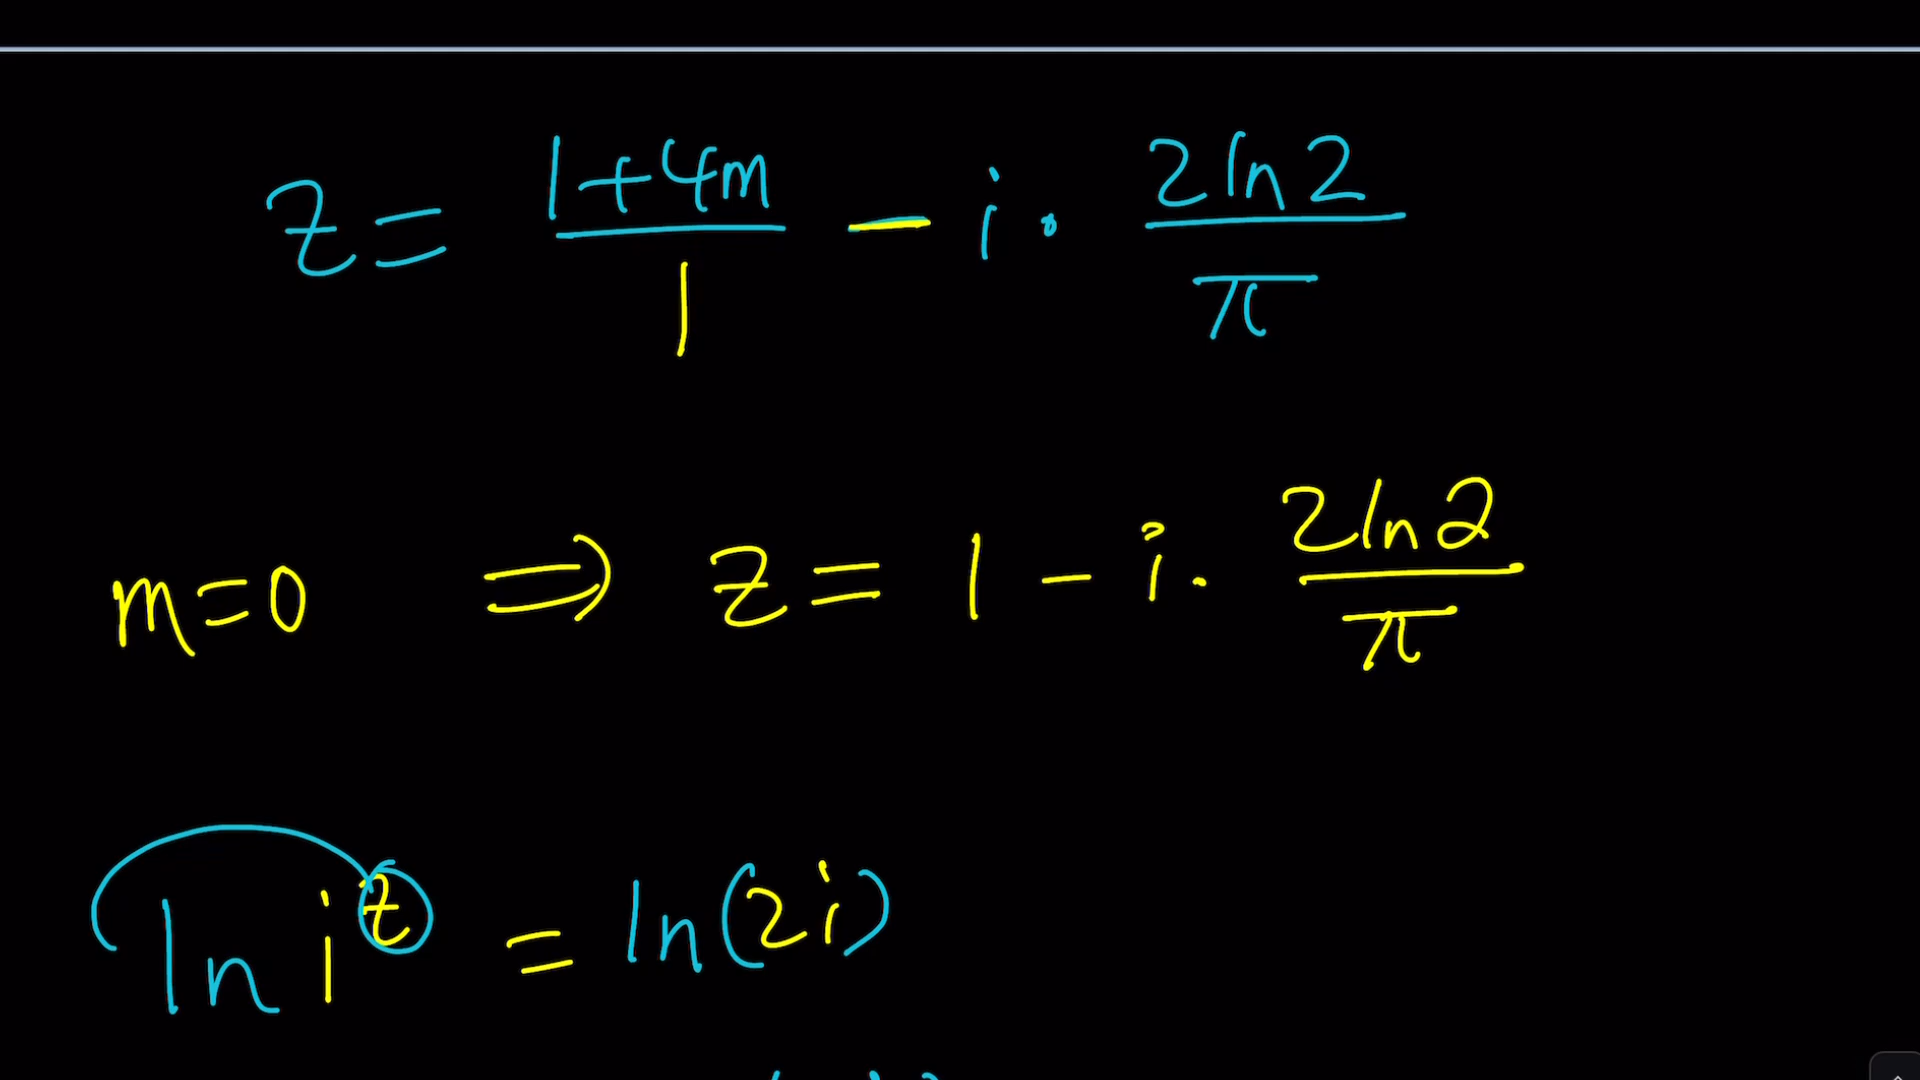 z = (1+4m)/1 − i · (2ln2)/π
m=0 ⇒ z = 1 − i · (2ln2)/π
ln i^z = ln(2i)